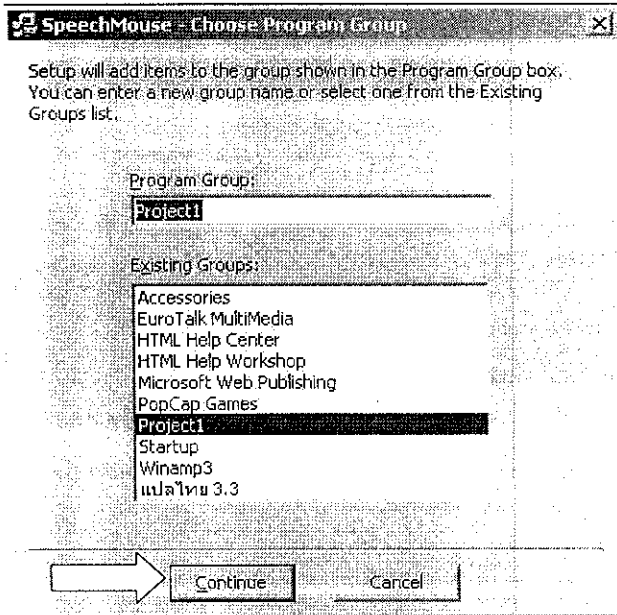 SpeechMouse - Choose Program Group
Setup will add items to the group shown in the Program Group box.
You can enter a new group name or select one from the Existing
Groups list.
Program Group:
Project1
Existing Groups:
Accessories
EuroTalk MultiMedia
HTML Help Center
HTML Help Workshop
Microsoft Web Publishing
PopCap Games
Project1
Startup
Winamp3
แปลไทย 3.3
Continue
Cancel